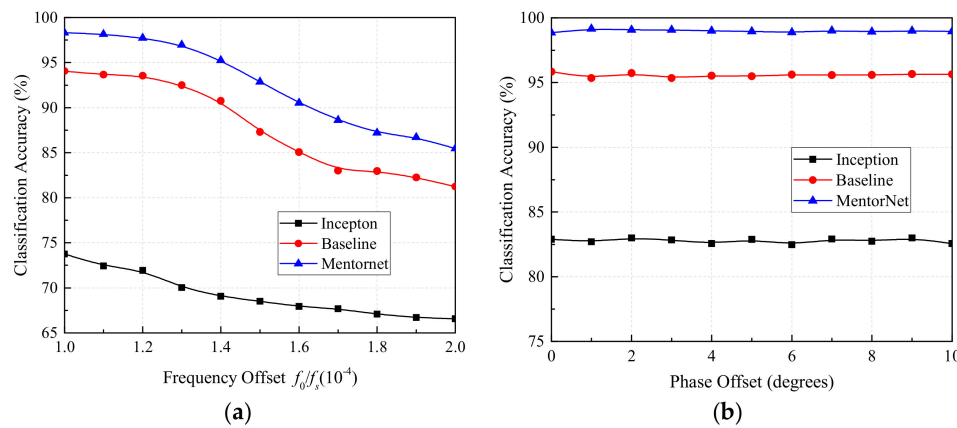 100
95
90
85
80
75
70
65
Classification Accuracy (%)
Incepton
Baseline
Mentornet
1.0 1.2 1.4 1.6 1.8 2.0
Frequency Offset f0/fs(10-4)
(a)
100
95
90
85
80
75
Classification Accuracy (%)
Inception
Baseline
MentorNet
0 2 4 6 8 10
Phase Offset (degrees)
(b)